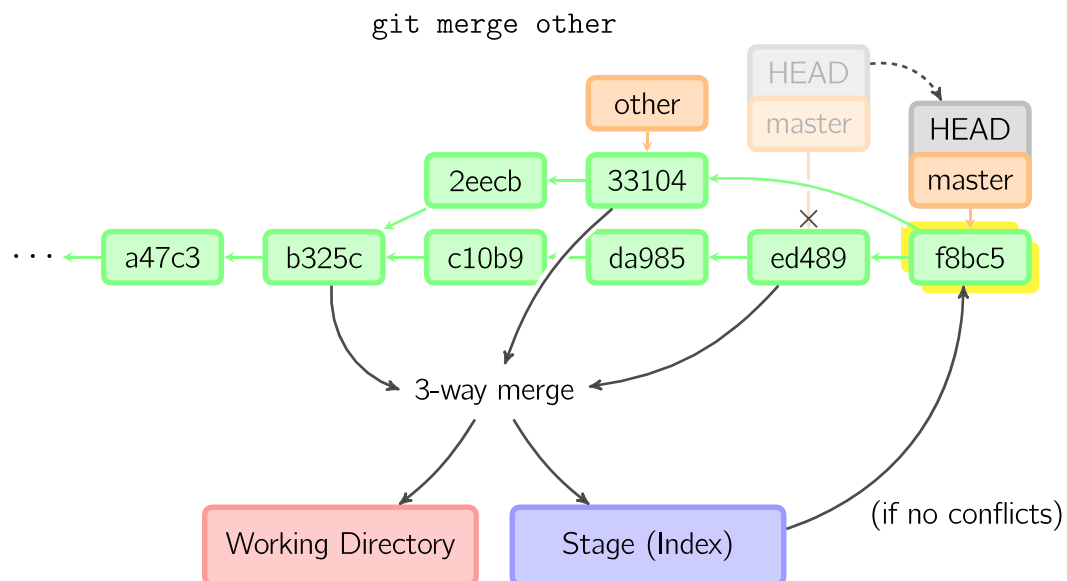 git merge other
HEAD
other
master
HEAD
2eecb
33104
master
...
a47c3
b325c
c10b9
da985
ed489
f8bc5
3-way merge
(if no conflicts)
Working Directory
Stage (Index)